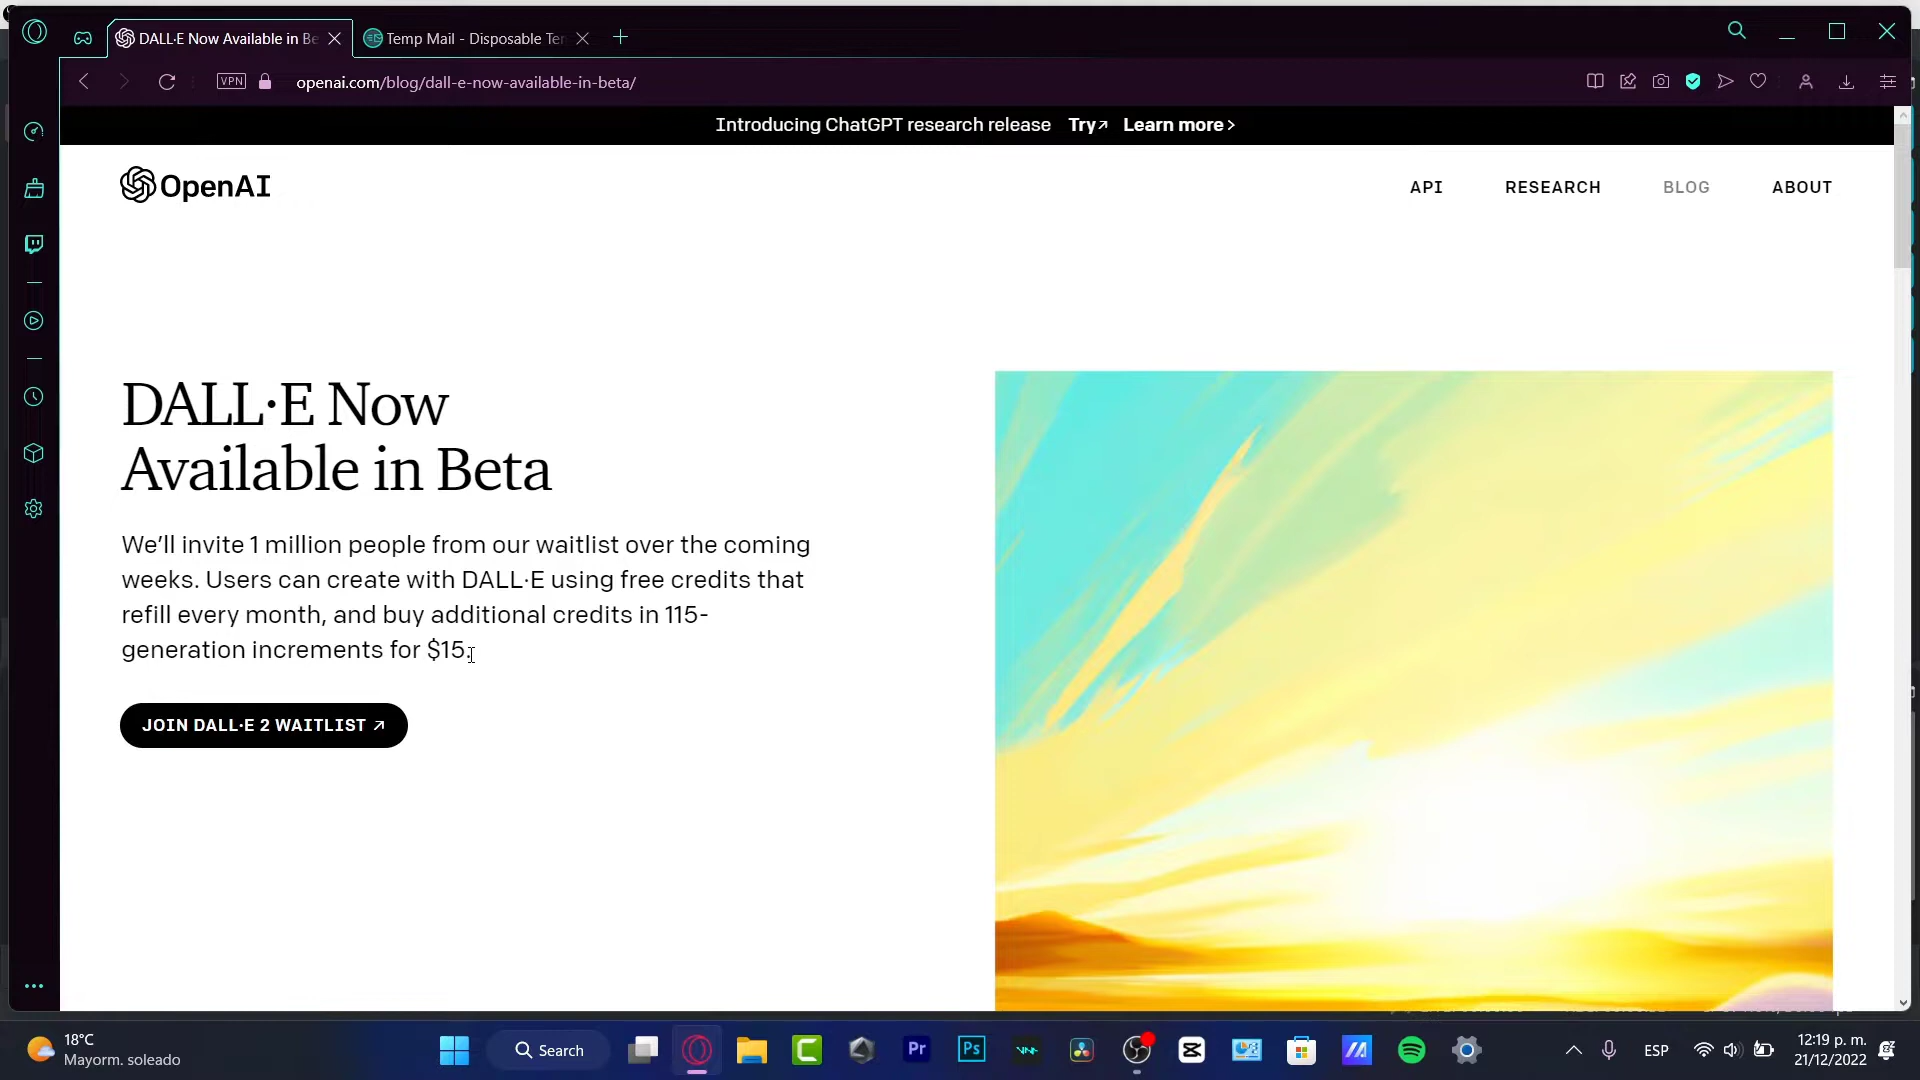 DALL·E Now Available in Be
Temp Mail - Disposable Ter
VPN
openai.com/blog/dall-e-now-available-in-beta/
Introducing ChatGPT research release Try↗ Learn more >
OpenAI
API RESEARCH BLOG ABOUT
DALL·E Now
Available in Beta
We’ll invite 1 million people from our waitlist over the coming
weeks. Users can create with DALL·E using free credits that
refill every month, and buy additional credits in 115-
generation increments for $15.
JOIN DALL·E 2 WAITLIST ↗
18°C
Mayorm. soleado
Search
Pr
Ps
ESP
12:19 p. m.
21/12/2022